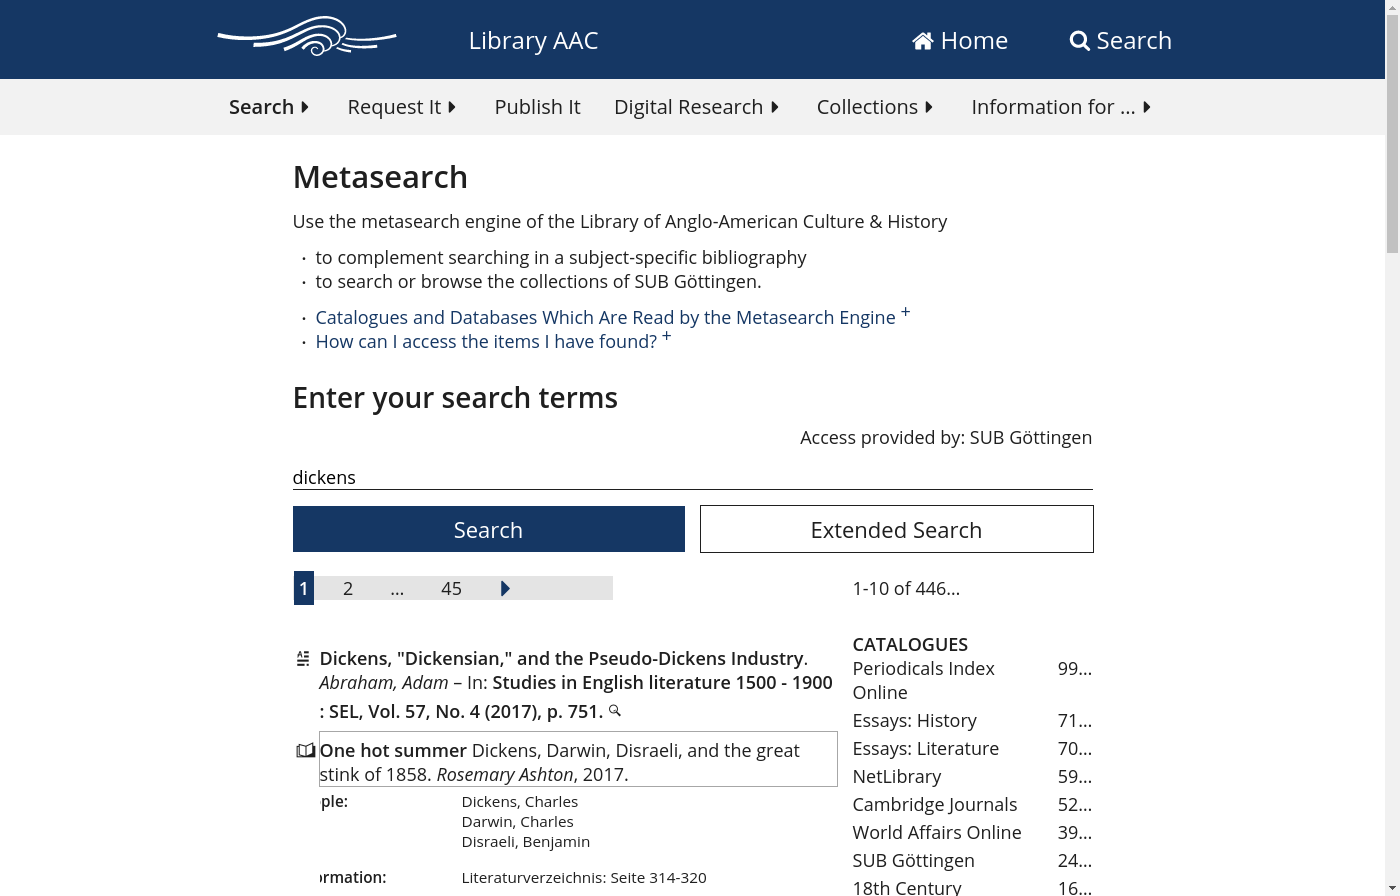 Library AAC
Home
Search
Search
Request It
Publish It
Digital Research
Collections
Information for ...
Metasearch
Use the metasearch engine of the Library of Anglo-American Culture & History
· to complement searching in a subject-specific bibliography
· to search or browse the collections of SUB Göttingen.
· Catalogues and Databases Which Are Read by the Metasearch Engine +
· How can I access the items I have found? +
Enter your search terms
Access provided by: SUB Göttingen
dickens
Search
Extended Search
1 2 ... 45
1-10 of 446...
Dickens, "Dickensian," and the Pseudo-Dickens Industry.
Abraham, Adam – In: Studies in English literature 1500 - 1900
: SEL, Vol. 57, No. 4 (2017), p. 751.
One hot summer Dickens, Darwin, Disraeli, and the great
stink of 1858. Rosemary Ashton, 2017.
ple: Dickens, Charles
Darwin, Charles
Disraeli, Benjamin
rmation: Literaturverzeichnis: Seite 314-320
CATALOGUES
Periodicals Index 99...
Online
Essays: History 71...
Essays: Literature 70...
NetLibrary 59...
Cambridge Journals 52...
World Affairs Online 39...
SUB Göttingen 24...
18th Century 16...